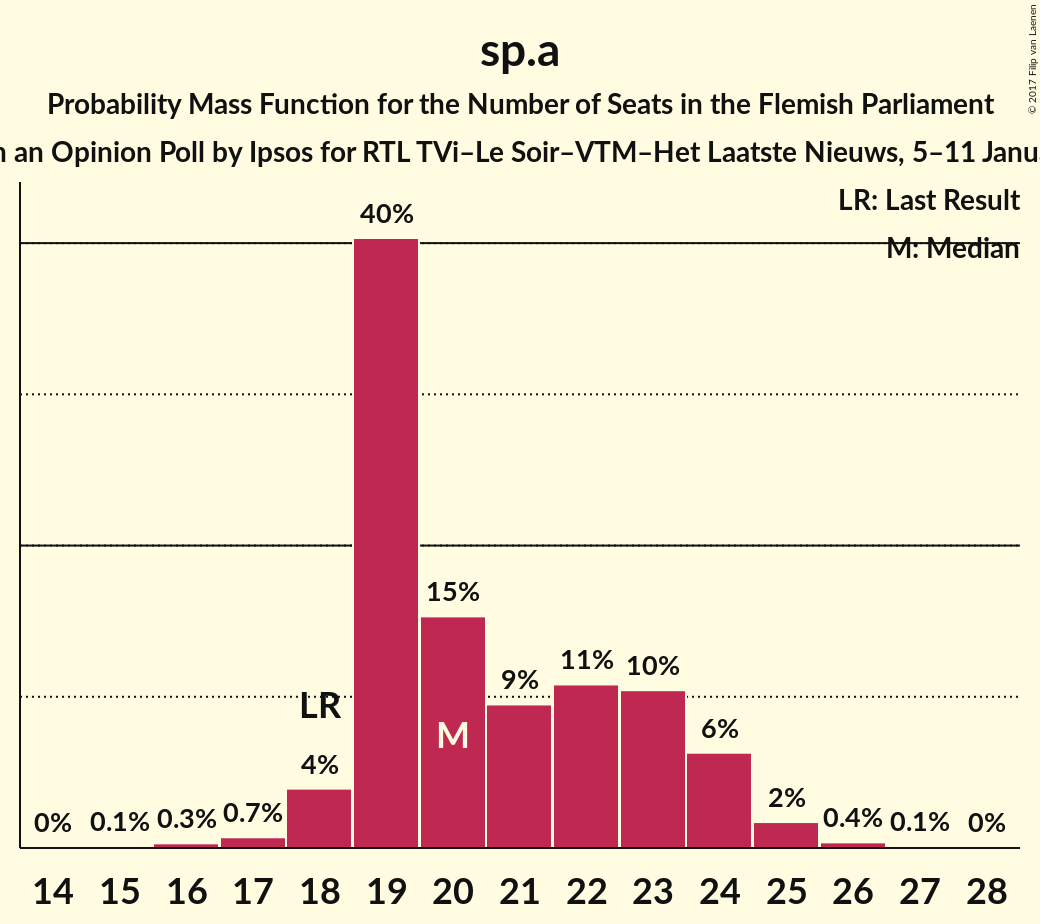 © 2017 Filip van Laenen
sp.a
Probability Mass Function for the Number of Seats in the Flemish Parliament
an Opinion Poll by Ipsos for RTL TVi–Le Soir–VTM–Het Laatste Nieuws, 5–11
LR: Last Result
M: Median
40%
15%
11%
10%
9%
LR
6%
M
4%
2%
0% 0.1% 0.3% 0.7% 0.4% 0.1% 0%
14 15 16 17 18 19 20 21 22 23 24 25 26 27 28